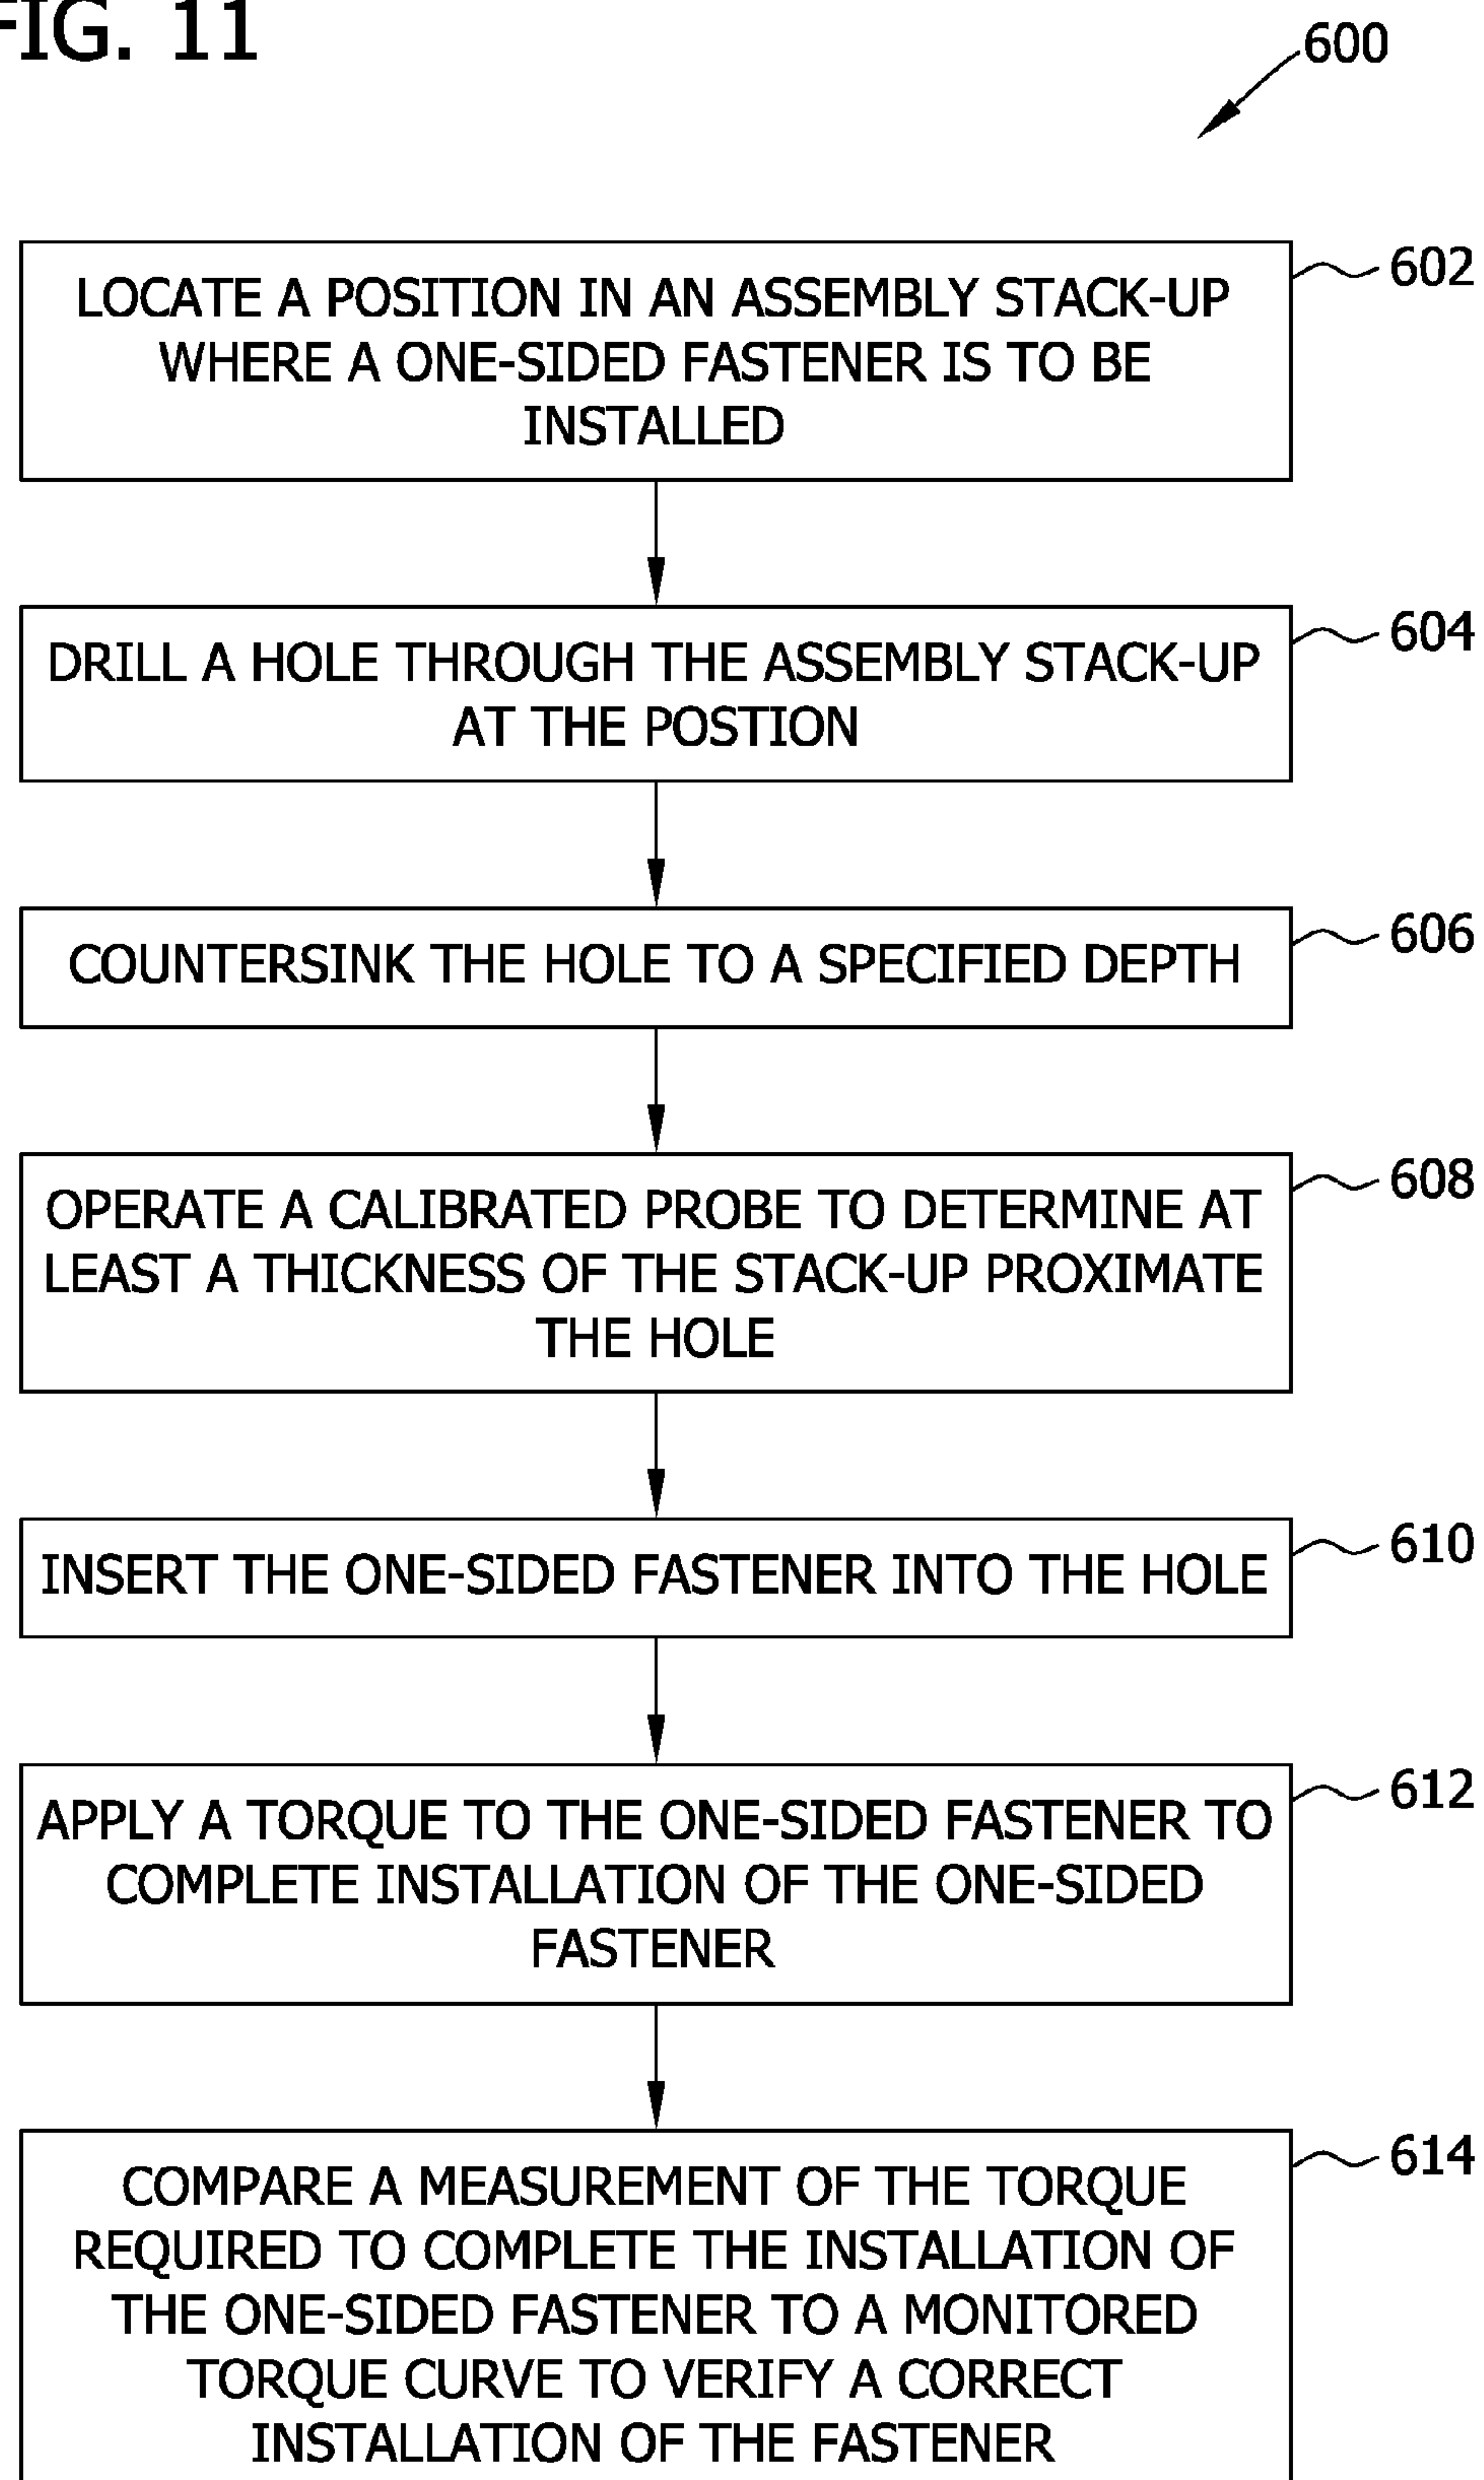 FIG. 11
600
LOCATE A POSITION IN AN ASSEMBLY STACK-UP
WHERE A ONE-SIDED FASTENER IS TO BE
INSTALLED
602
DRILL A HOLE THROUGH THE ASSEMBLY STACK-UP
AT THE POSTION
604
COUNTERSINK THE HOLE TO A SPECIFIED DEPTH
606
OPERATE A CALIBRATED PROBE TO DETERMINE AT
LEAST A THICKNESS OF THE STACK-UP PROXIMATE
THE HOLE
608
INSERT THE ONE-SIDED FASTENER INTO THE HOLE
610
APPLY A TORQUE TO THE ONE-SIDED FASTENER TO
COMPLETE INSTALLATION OF THE ONE-SIDED
FASTENER
612
COMPARE A MEASUREMENT OF THE TORQUE
REQUIRED TO COMPLETE THE INSTALLATION OF
THE ONE-SIDED FASTENER TO A MONITORED
TORQUE CURVE TO VERIFY A CORRECT
INSTALLATION OF THE FASTENER
614